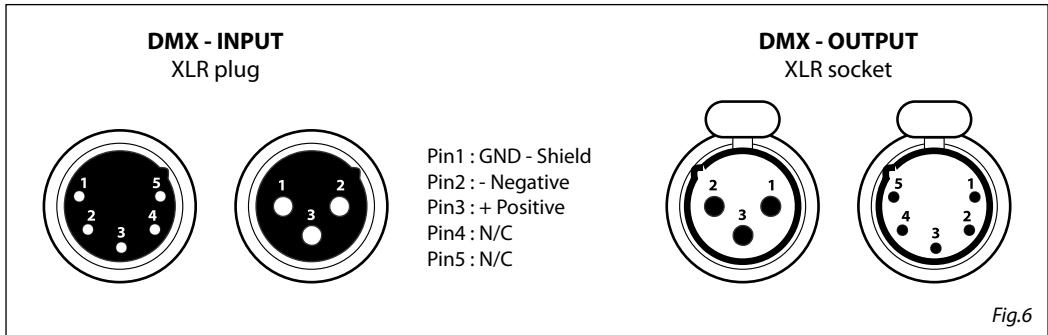 DMX - INPUT
XLR plug
1 5
2 4
3
1 2
3
Pin1 : GND - Shield
Pin2 : - Negative
Pin3 : + Positive
Pin4 : N/C
Pin5 : N/C
DMX - OUTPUT
XLR socket
2 1
3
5 1
4 2
3
Fig.6